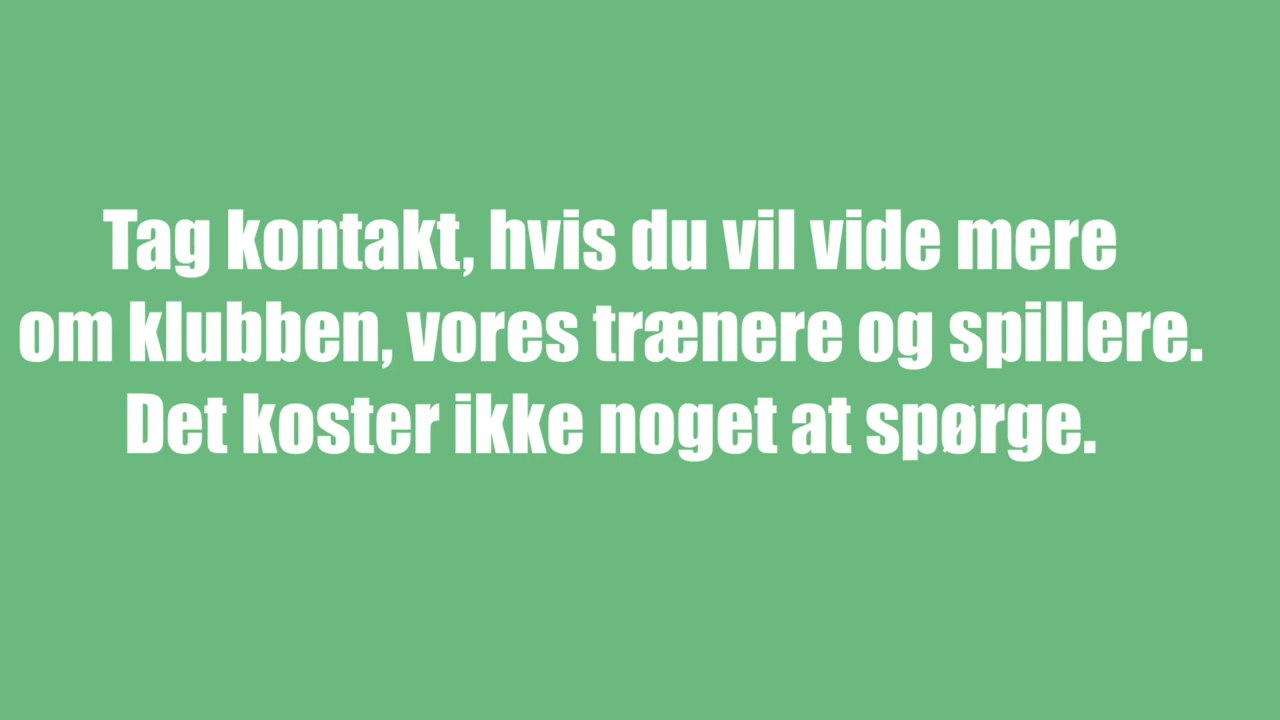 Tag kontakt, hvis du vil vide mere
om klubben, vores trænere og spillere.
Det koster ikke noget at spørge.